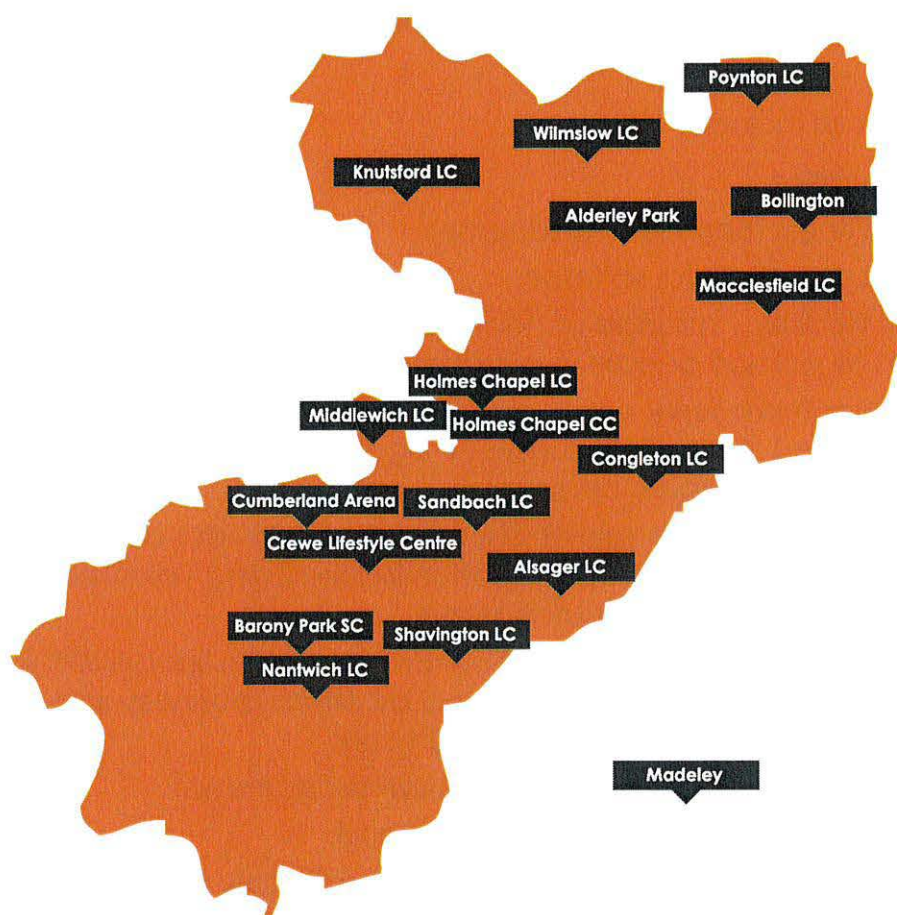 Poynton LC
Wilmslow LC
Knutsford LC
Bollington
Alderley Park
Macclesfield LC
Holmes Chapel LC
Middlewich LC
Holmes Chapel CC
Congleton LC
Cumberland Arena
Sandbach LC
Crewe Lifestyle Centre
Alsager LC
Barony Park SC
Shavington LC
Nantwich LC
Madeley